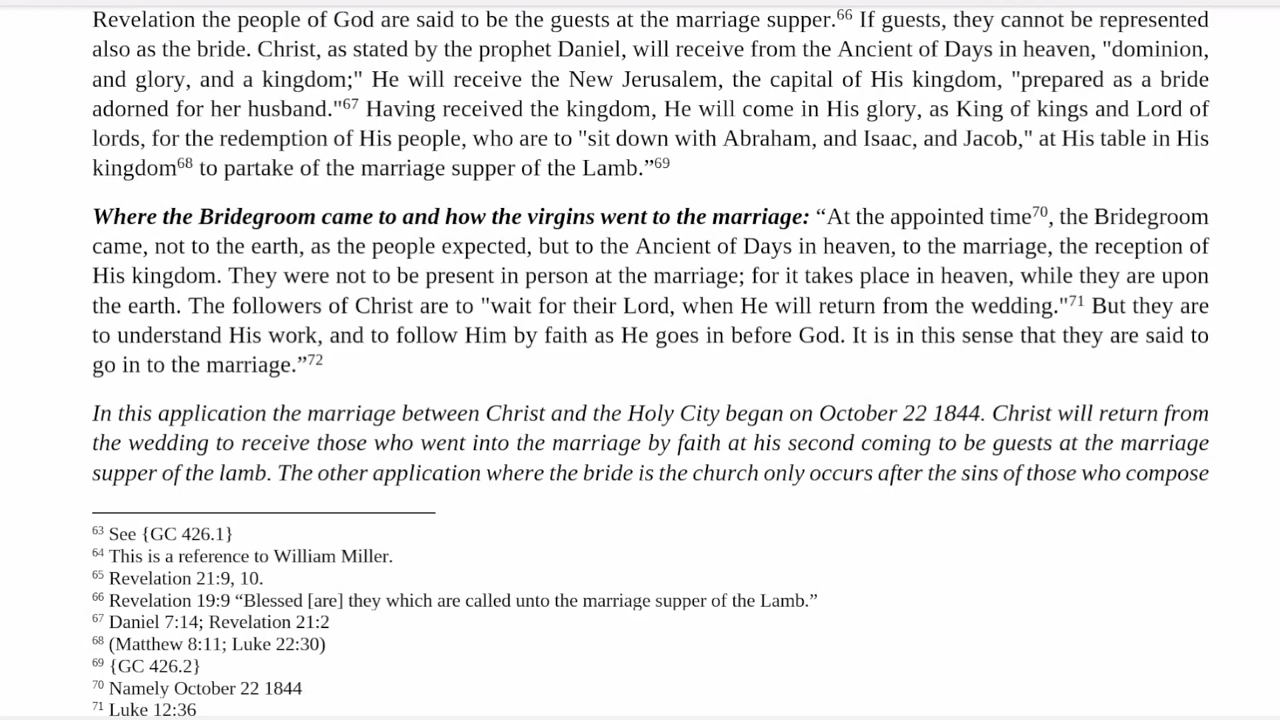 Revelation the people of God are said to be the guests at the marriage supper.66 If guests, they cannot be represented
also as the bride. Christ, as stated by the prophet Daniel, will receive from the Ancient of Days in heaven, "dominion,
and glory, and a kingdom;" He will receive the New Jerusalem, the capital of His kingdom, "prepared as a bride
adorned for her husband."67 Having received the kingdom, He will come in His glory, as King of kings and Lord of
lords, for the redemption of His people, who are to "sit down with Abraham, and Isaac, and Jacob," at His table in His
kingdom68 to partake of the marriage supper of the Lamb.”69
Where the Bridegroom came to and how the virgins went to the marriage: “At the appointed time70, the Bridegroom
came, not to the earth, as the people expected, but to the Ancient of Days in heaven, to the marriage, the reception of
His kingdom. They were not to be present in person at the marriage; for it takes place in heaven, while they are upon
the earth. The followers of Christ are to "wait for their Lord, when He will return from the wedding."71 But they are
to understand His work, and to follow Him by faith as He goes in before God. It is in this sense that they are said to
go in to the marriage.”72
In this application the marriage between Christ and the Holy City began on October 22 1844. Christ will return from
the wedding to receive those who went into the marriage by faith at his second coming to be guests at the marriage
supper of the lamb. The other application where the bride is the church only occurs after the sins of those who compose
63 See {GC 426.1}
64 This is a reference to William Miller.
65 Revelation 21:9, 10.
66 Revelation 19:9 “Blessed [are] they which are called unto the marriage supper of the Lamb.”
67 Daniel 7:14; Revelation 21:2
68 (Matthew 8:11; Luke 22:30)
69 {GC 426.2}
70 Namely October 22 1844
71 Luke 12:36